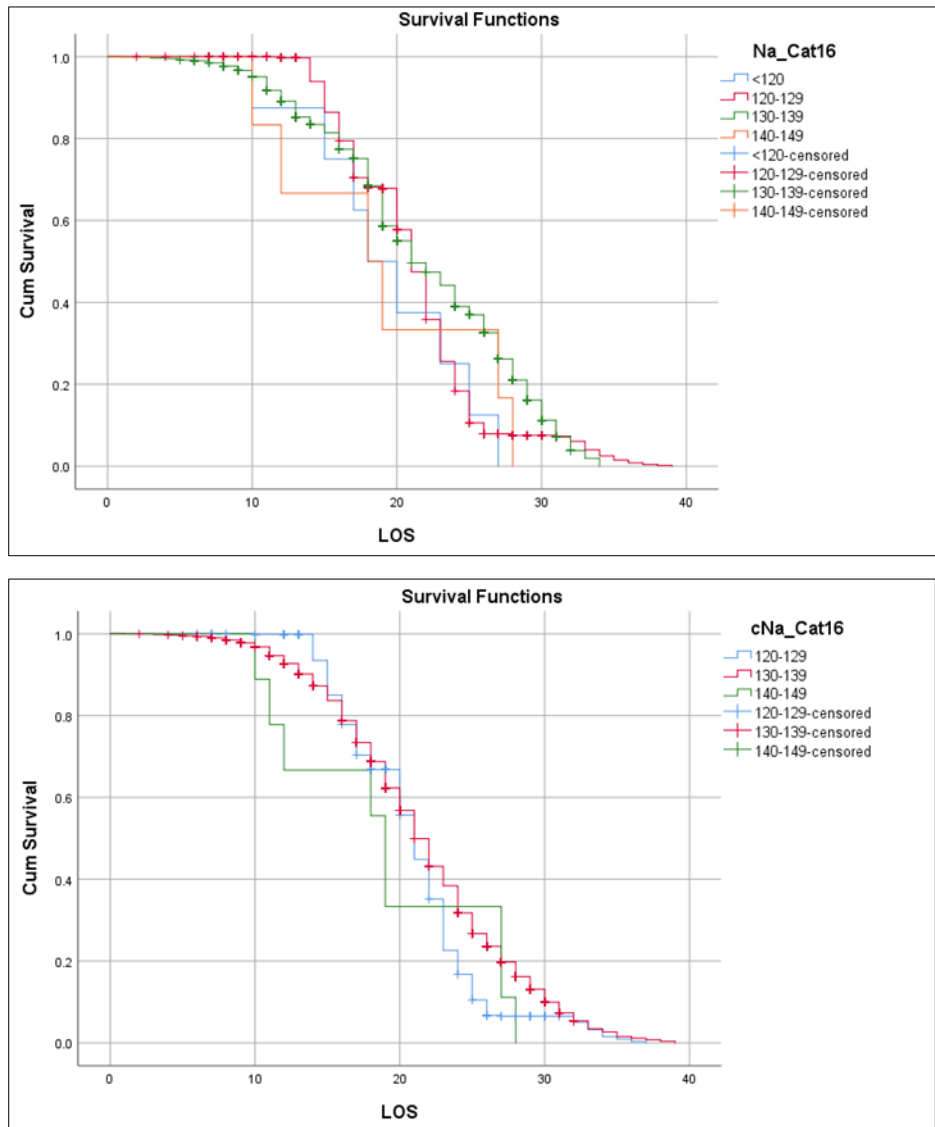 Survival Functions
Na_Cat16
<120
120-129
130-139
140-149
<120-censored
120-129-censored
130-139-censored
140-149-censored
Cum Survival
1.0
0.8
0.6
0.4
0.2
0.0
0 10 20 30 40
LOS
Survival Functions
cNa_Cat16
120-129
130-139
140-149
120-129-censored
130-139-censored
140-149-censored
Cum Survival
1.0
0.8
0.6
0.4
0.2
0.0
0 10 20 30 40
LOS